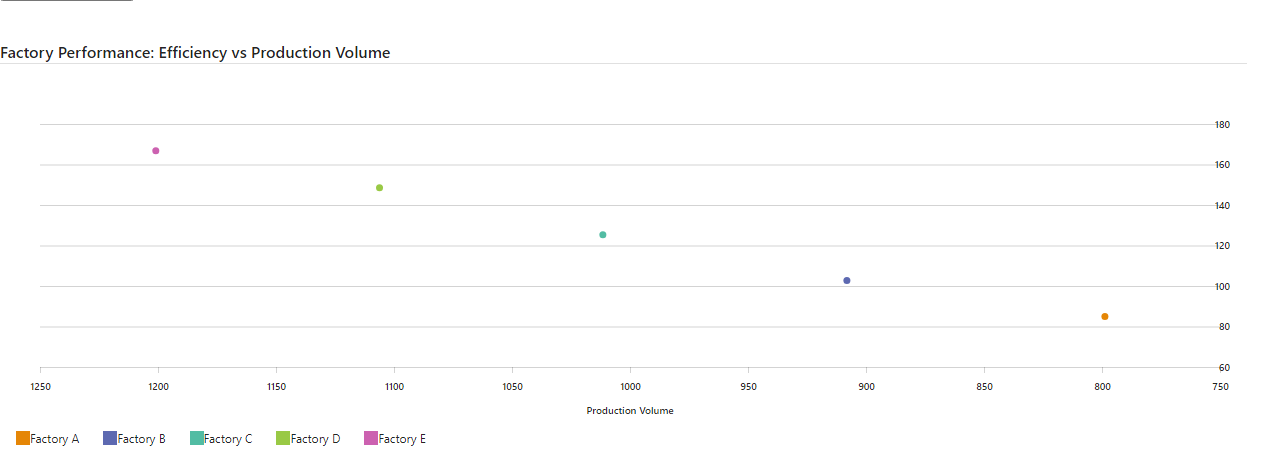 Factory Performance: Efficiency vs Production Volume
180
160
140
120
100
80
60
1250 1200 1150 1100 1050 1000 950 900 850 800 750
Production Volume
Factory A Factory B Factory C Factory D Factory E